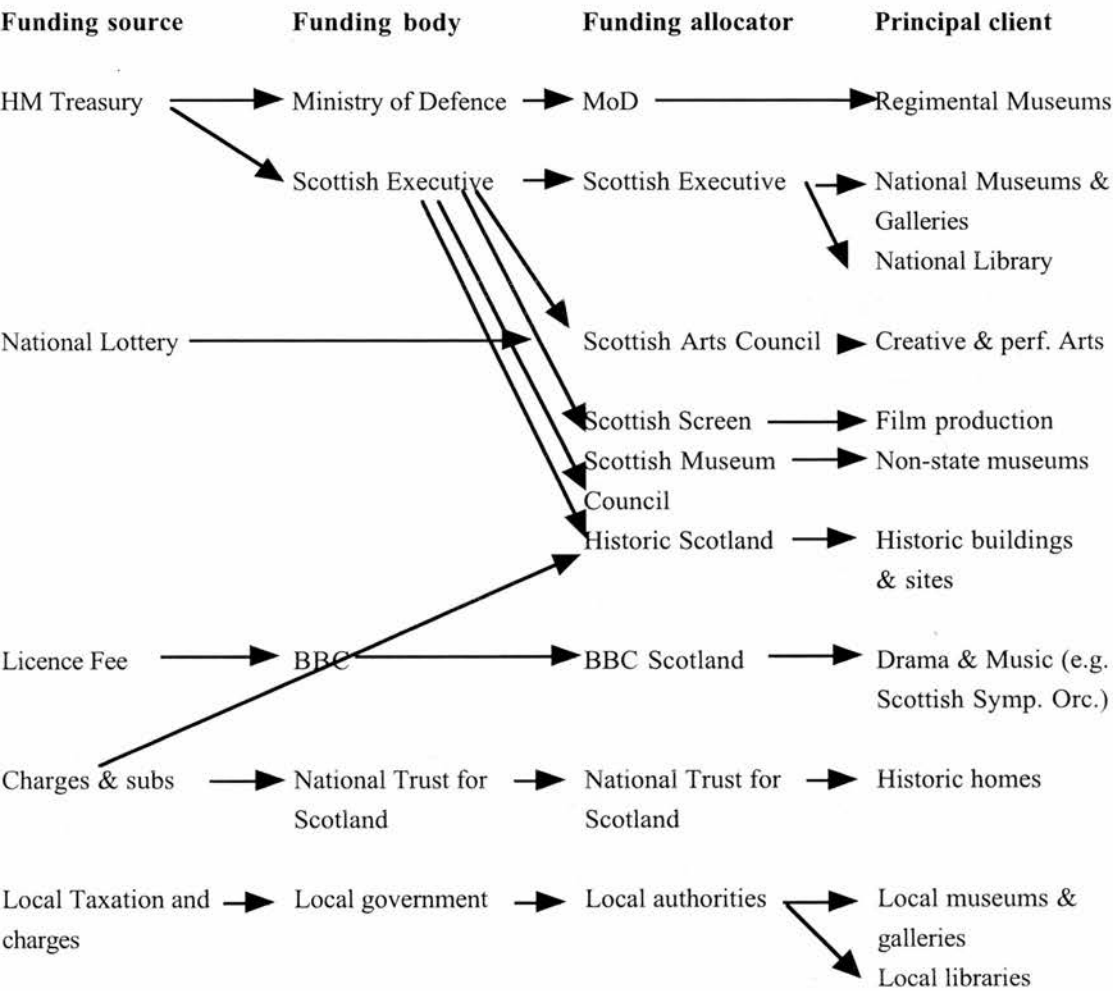 Funding source Funding body Funding allocator Principal client
HM Treasury Ministry of Defence MoD Regimental Museums
Scottish Executive Scottish Executive National Museums &
Galleries
National Library
National Lottery Scottish Arts Council Creative & perf. Arts
Scottish Screen Film production
Scottish Museum Non-state museums
Council
Historic Scotland Historic buildings
& sites
Licence Fee BBC BBC Scotland Drama & Music (e.g.
Scottish Symp. Orc.)
Charges & subs National Trust for National Trust for Historic homes
Scotland Scotland
Local Taxation and Local government Local authorities Local museums &
charges galleries
Local libraries